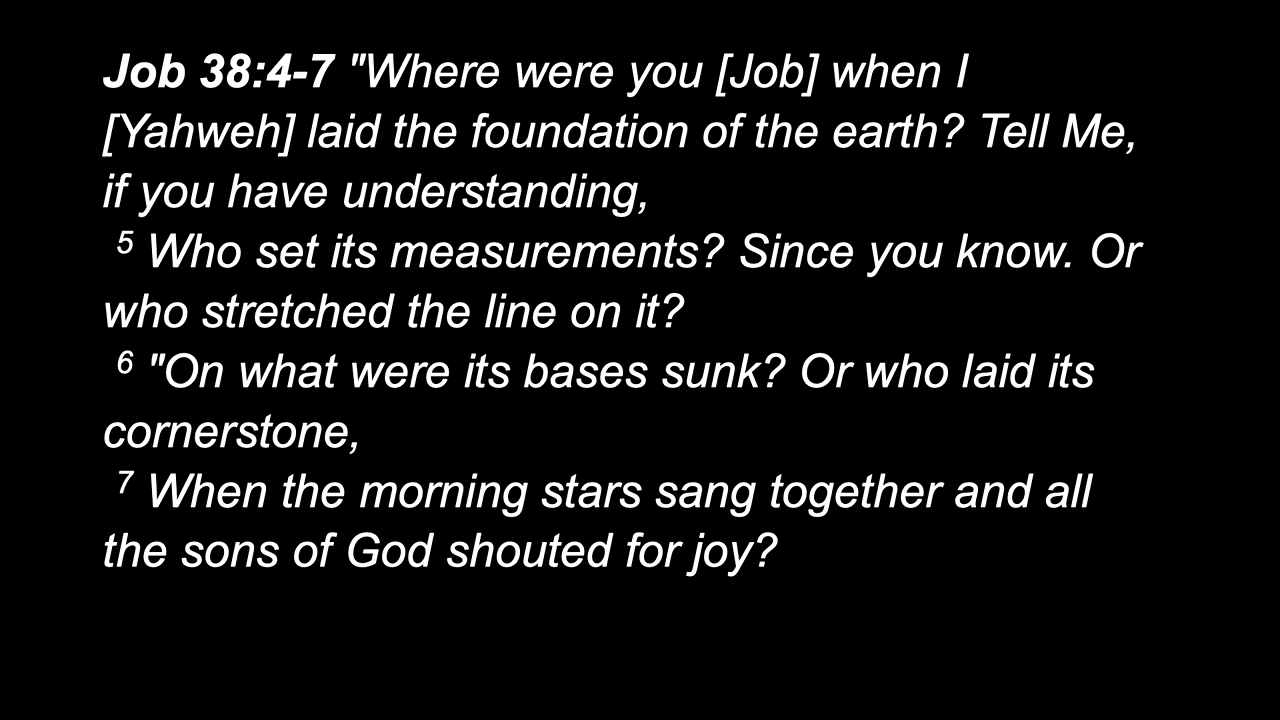 Job 38:4-7 "Where were you [Job] when I
[Yahweh] laid the foundation of the earth? Tell Me,
if you have understanding,
5 Who set its measurements? Since you know. Or
who stretched the line on it?
6 "On what were its bases sunk? Or who laid its
cornerstone,
7 When the morning stars sang together and all
the sons of God shouted for joy?